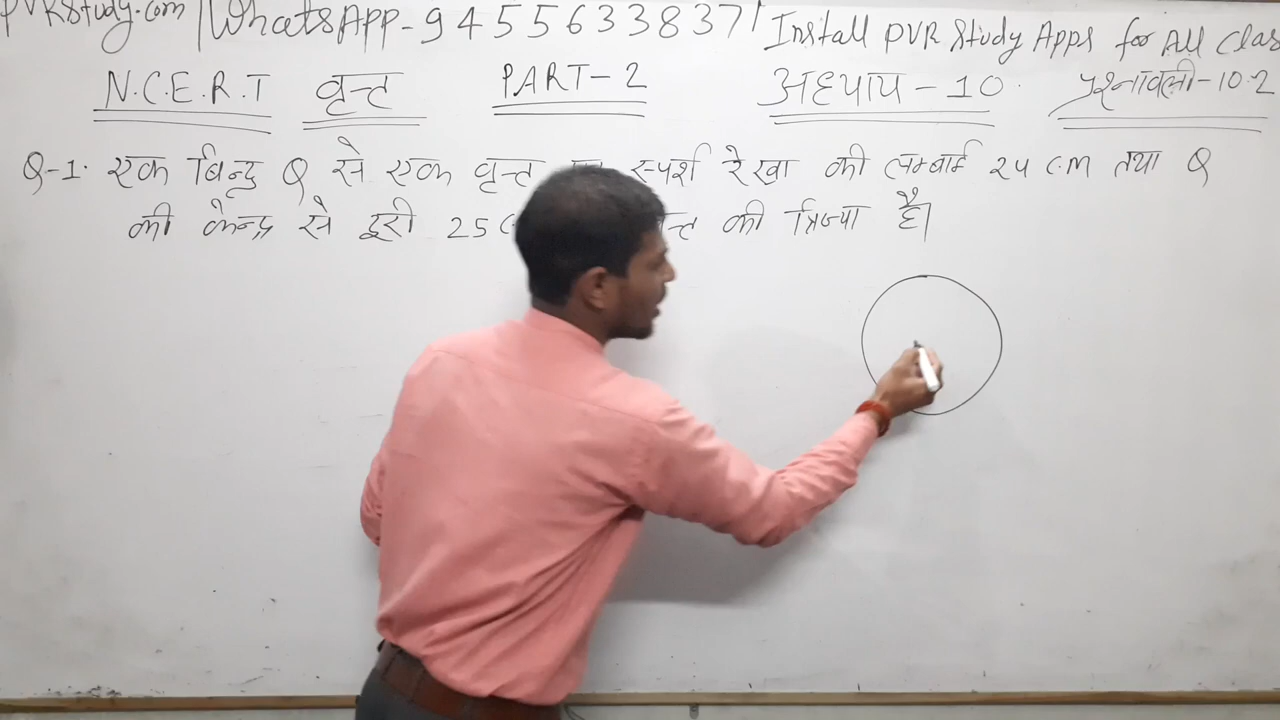 PVRStudy.com | WhatsApp-9455633837 | Install PVR Study Apps for All Clas
N.C.E.R.T वृत्त PART-2 अध्याय-10. प्रश्नावली-10.2
Q-1. एक बिन्दु Q से एक वृत्त स्पर्श रेखा की लम्बाई 24 C.M तथा Q
की केन्द्र से दूरी 25 की त्रिज्या है।